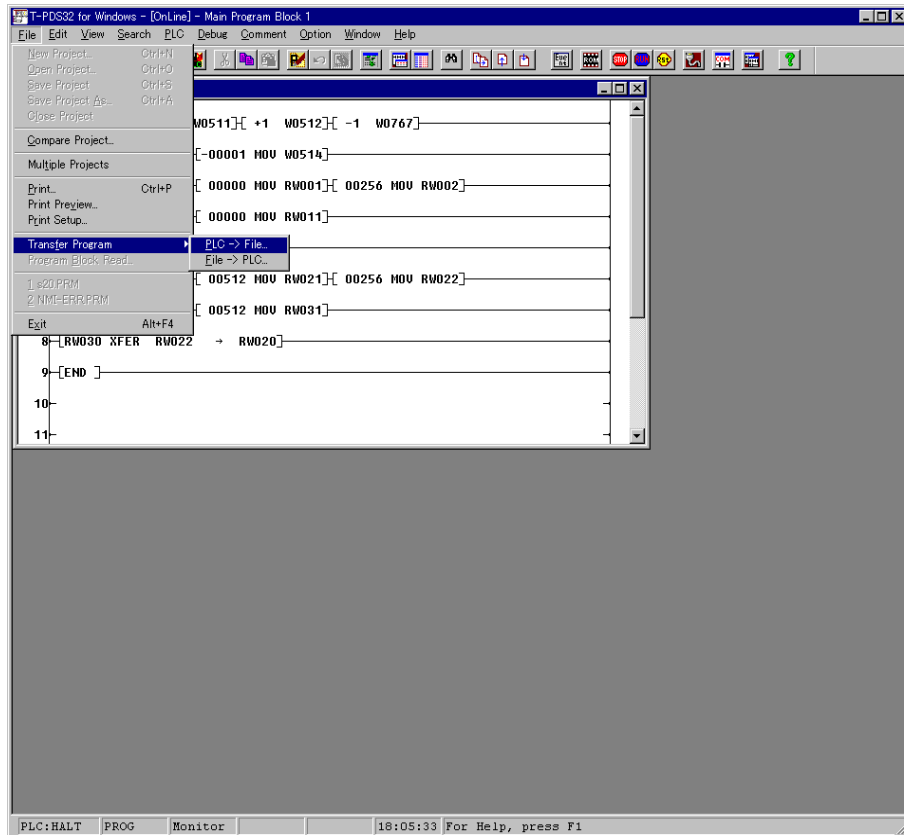 T-PDS32 for Windows - [OnLine] - Main Program Block 1
File Edit View Search PLC Debug Comment Option Window Help
New Project... Ctrl+N
Open Project... Ctrl+O
Save Project Ctrl+S
Save Project As... Ctrl+A
Close Project
Compare Project...
Multiple Projects
Print... Ctrl+P
Print Preview...
Print Setup...
Transfer Program
Program Block Read...
1 s20.PRM
2 NMI-ERR.PRM
Exit Alt+F4
PLC -> File...
File -> PLC...
STOP
COM
W0511][ +1 W0512][ -1 W0767]
[-00001 MOV W0514]
[ 00000 MOV RW001][ 00256 MOV RW002]
[ 00000 MOV RW011]
[ 00512 MOV RW021][ 00256 MOV RW022]
[ 00512 MOV RW031]
8 [RW030 XFER RW022 → RW020]
9 [END ]
10
11
PLC:HALT PROG Monitor 18:05:33 For Help, press F1